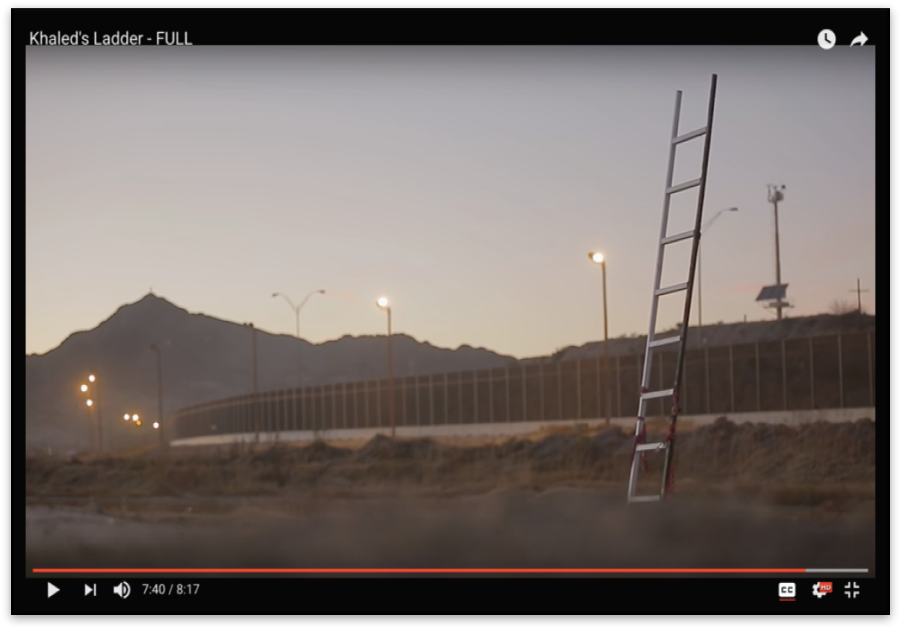 Khaled's Ladder - FULL
7:40 / 8:17
CC
HD